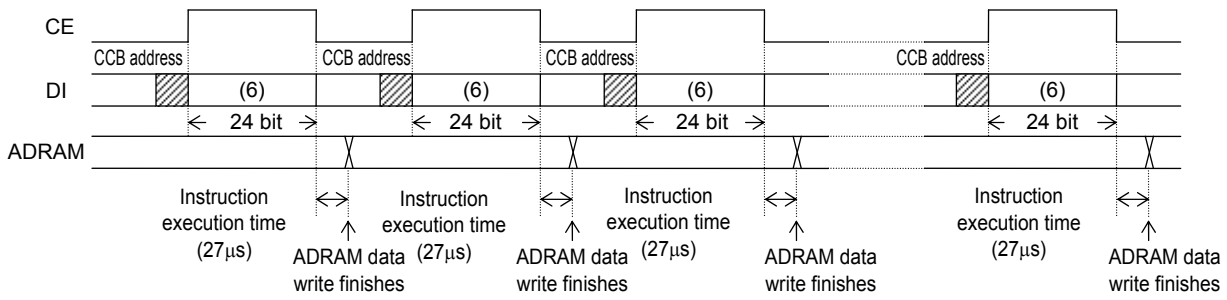 CE
CCB address CCB address CCB address CCB address
DI (6) (6) (6) (6)
24 bit 24 bit 24 bit 24 bit
ADRAM
Instruction execution time (27μs)
Instruction execution time (27μs)
Instruction execution time (27μs)
Instruction execution time (27μs)
ADRAM data write finishes
ADRAM data write finishes
ADRAM data write finishes
ADRAM data write finishes